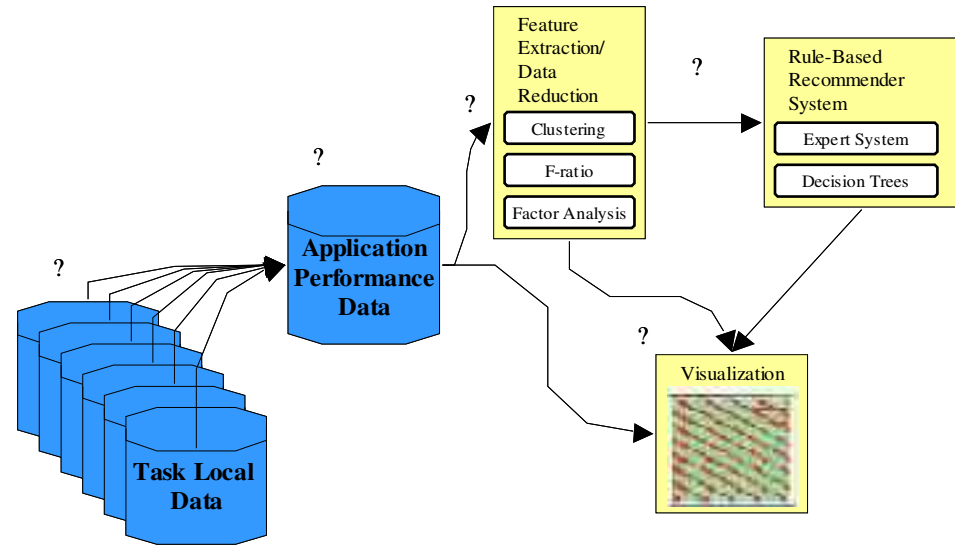 Feature
Extraction/
Data
Reduction
Clustering
F-ratio
Factor Analysis
?
Rule-Based
Recommender
System
Expert System
Decision Trees
?
?
Application
Performance
Data
?
Task Local
Data
?
Visualization